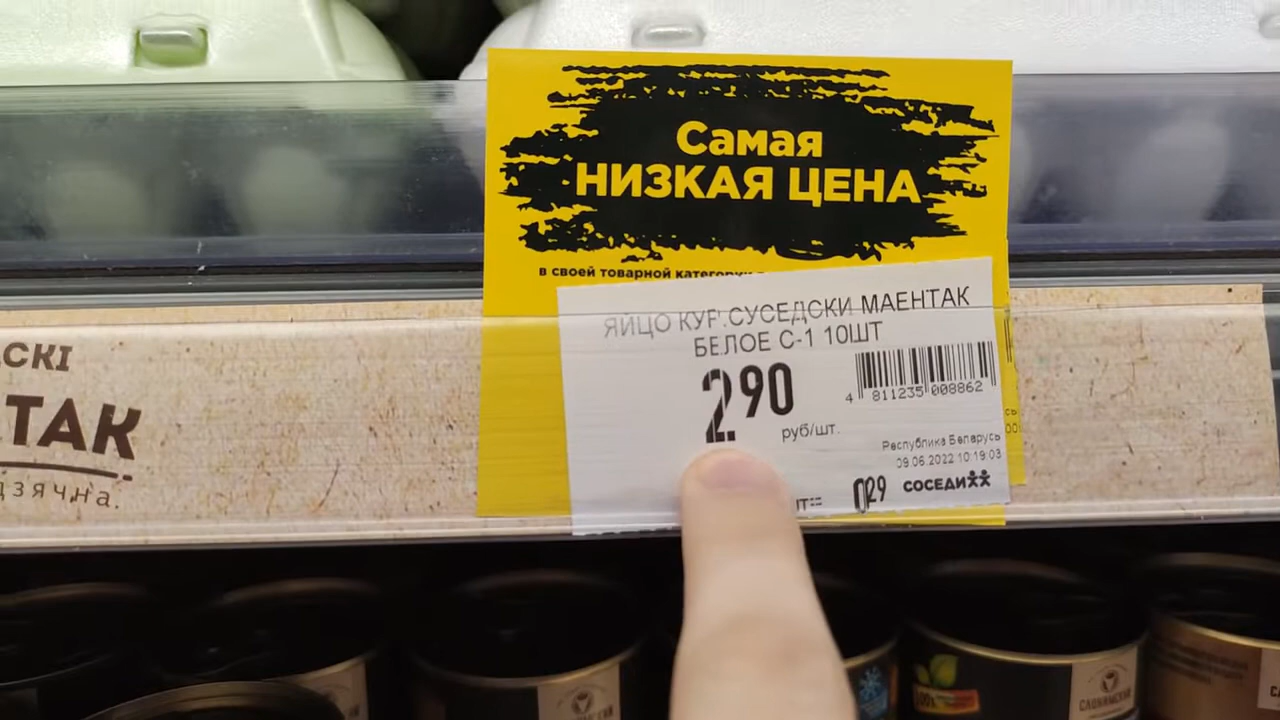 Самая
НИЗКАЯ ЦЕНА
в своей товарной категории
ЯЙЦО КУР.СУСЕДСКИ МАЕНТАК
БЕЛОЕ С-1 10ШТ
2.90
руб/шт.
4 811235 008862
Республика Беларусь
09.06.2022 10:19:03
0.29 СОСЕДИ
СКІ
ТАК